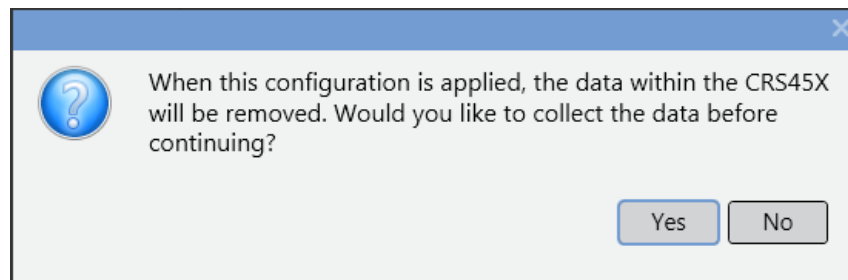 When this configuration is applied, the data within the CRS45X
will be removed. Would you like to collect the data before
continuing?
Yes No